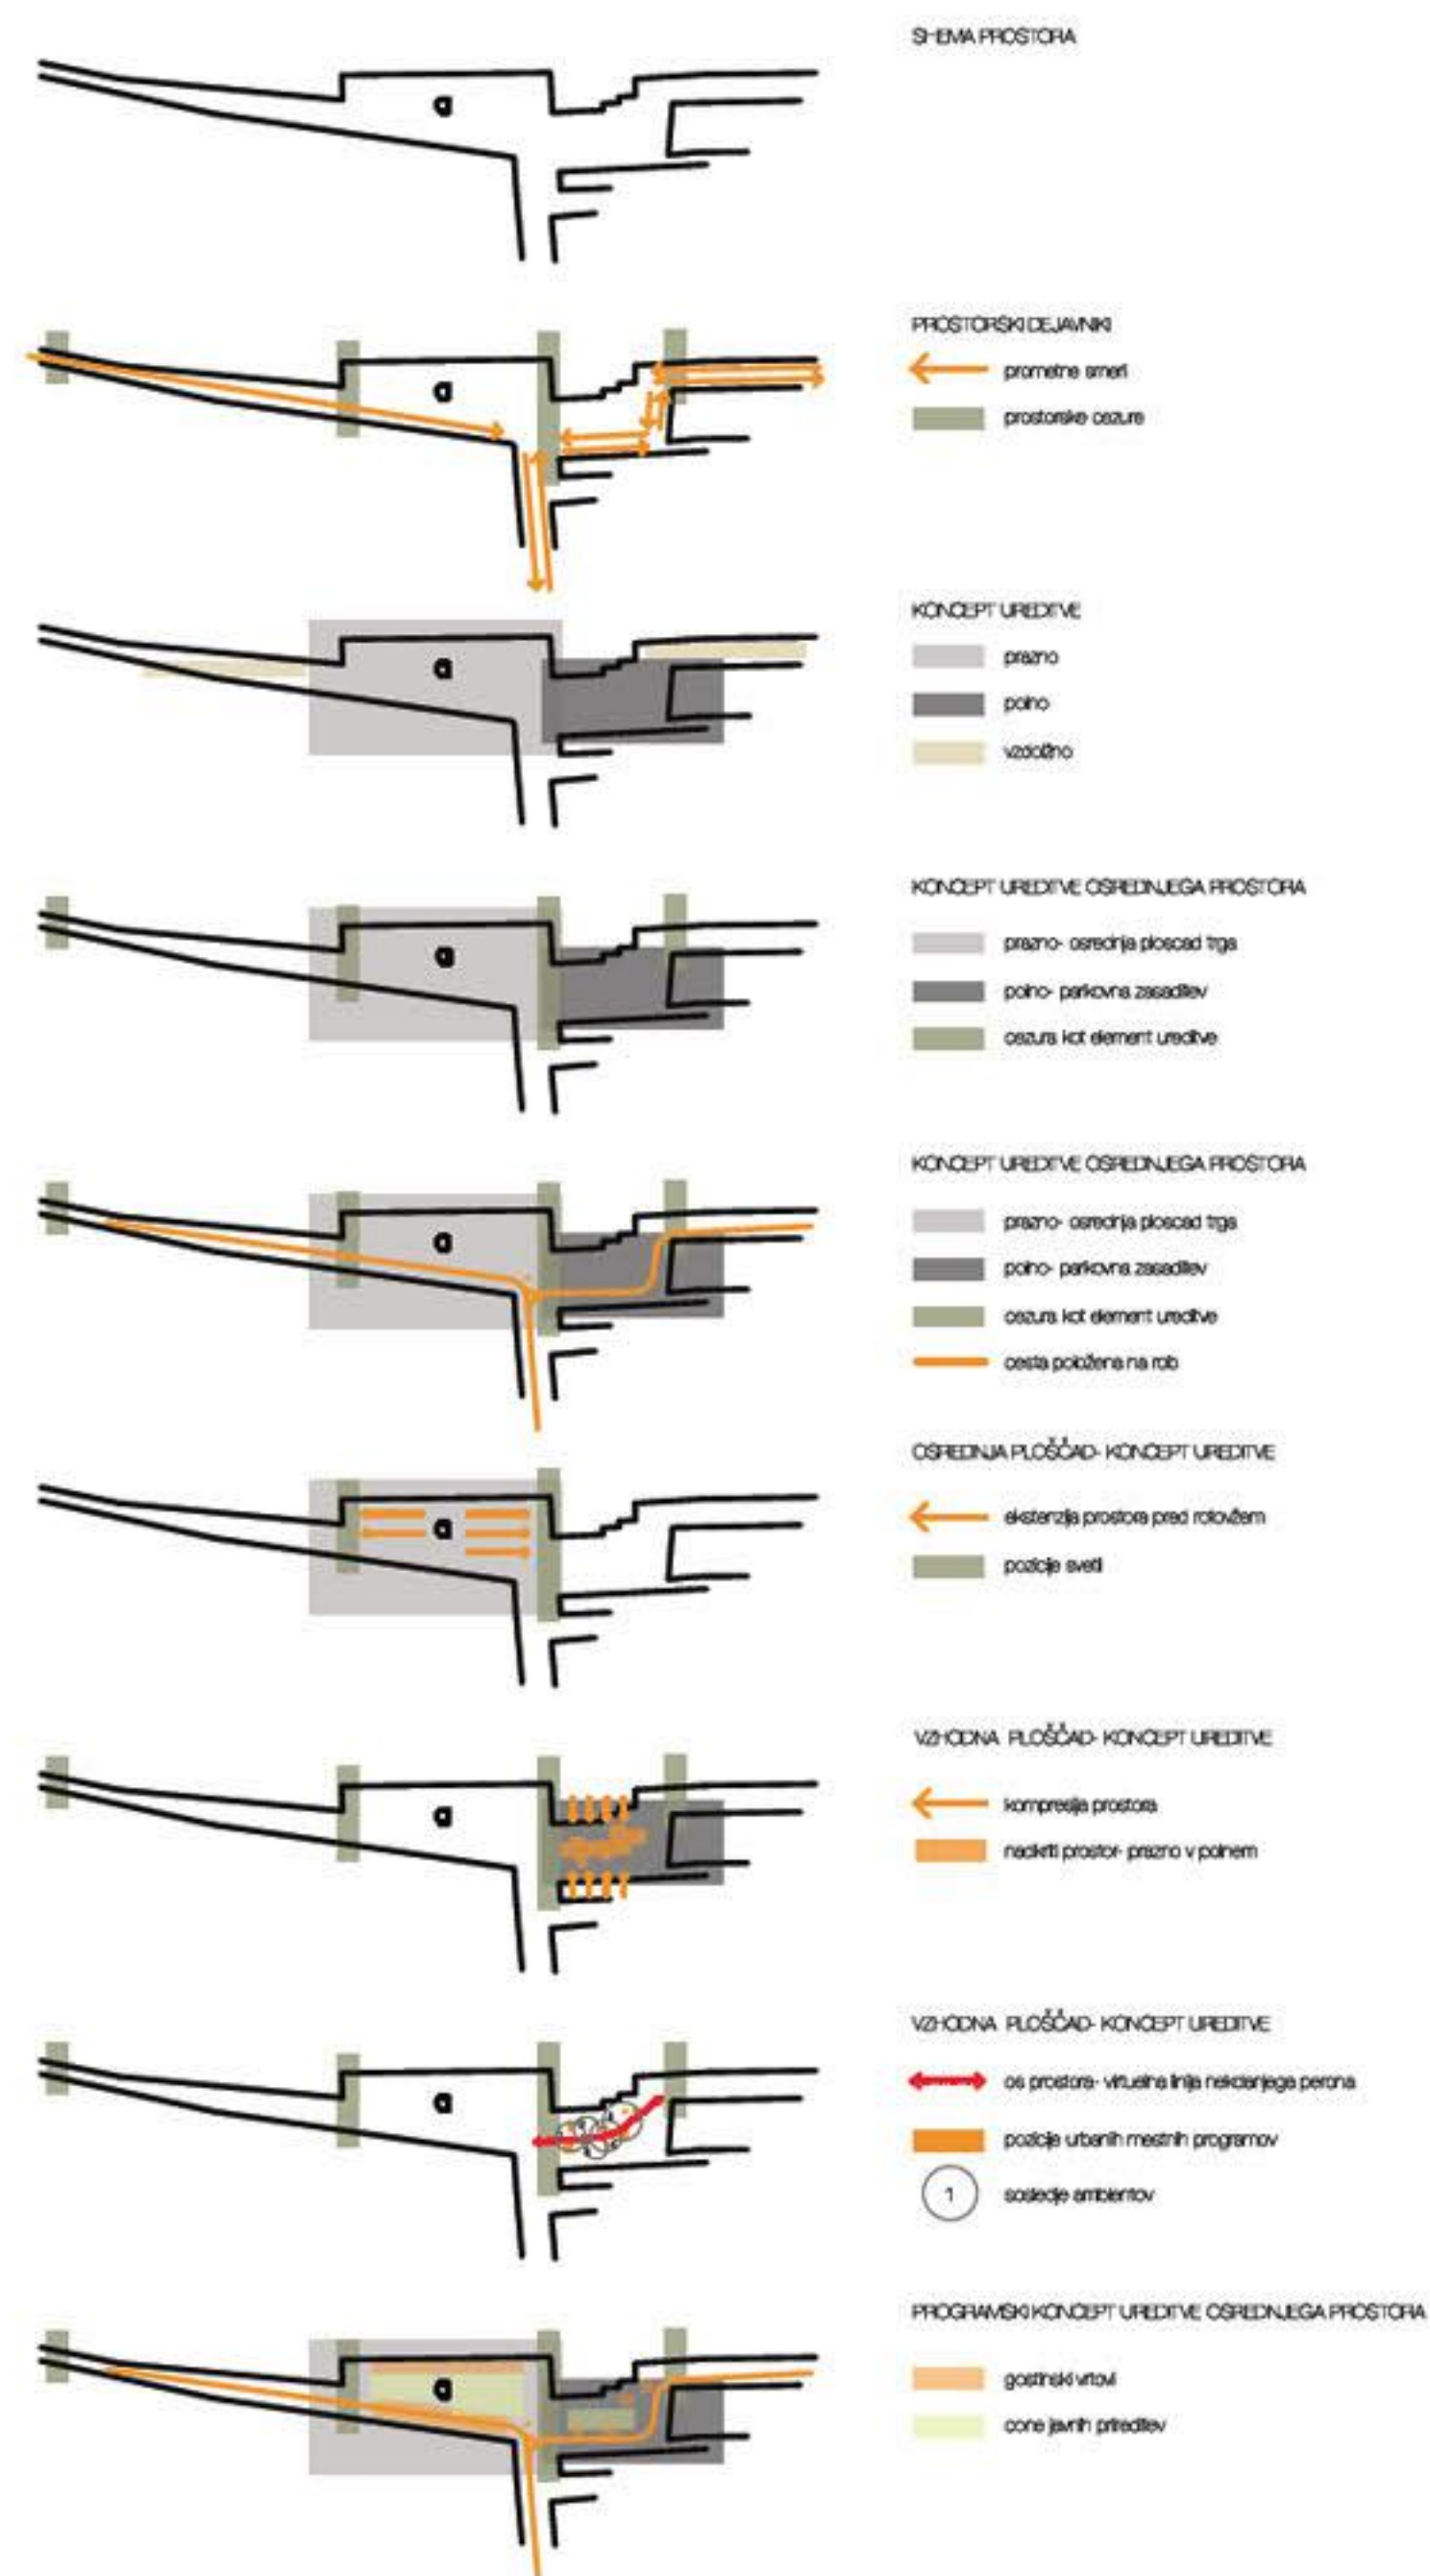 SHEMA PROSTORA
a
PROSTORSKI DEJAVNIKI
prometne smeri
prostorske cezure
a
KONCEPT UREDITVE
prazno
polno
vzdolžno
a
KONCEPT UREDITVE OSREDNJEGA PROSTORA
prazno- osrednja ploscad trga
polno- parkovna zasaditev
cezura kot element ureditve
a
KONCEPT UREDITVE OSREDNJEGA PROSTORA
prazno- osrednja ploscad trga
polno- parkovna zasaditev
cezura kot element ureditve
cesta položena na rob
a
OSREDNJA PLOŠČAD- KONCEPT UREDITVE
ekstenzija prostora pred rotovžem
pozicije svetil
a
VZHODNA PLOŠČAD- KONCEPT UREDITVE
kompresija prostora
nadkriti prostor- prazno v polnem
a
VZHODNA PLOŠČAD- KONCEPT UREDITVE
os prostora- virtualna linija nekdanjega perona
pozicije urbanih mestnih programov
1 sosledje ambientov
a
PROGRAMSKI KONCEPT UREDITVE OSREDNJEGA PROSTORA
gostinski vrtovi
cone javnih prireditev
a